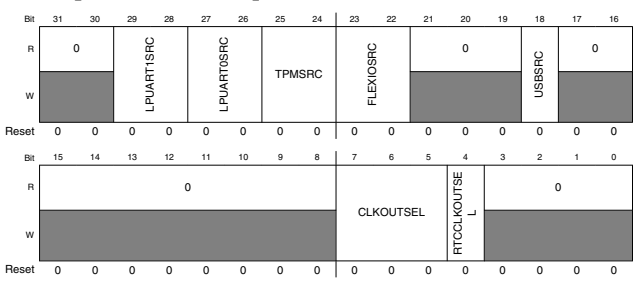 Bit 31 30 29 28 27 26 25 24 23 22 21 20 19 18 17 16
R 0 LPUART1SRC LPUART0SRC TPMSRC FLEXIOSRC 0 USBSRC 0
W
Reset 0 0 0 0 0 0 0 0 0 0 0 0 0 0 0 0
Bit 15 14 13 12 11 10 9 8 7 6 5 4 3 2 1 0
R 0 CLKOUTSEL RTCCLKOUTSE
L 0
W
Reset 0 0 0 0 0 0 0 0 0 0 0 0 0 0 0 0